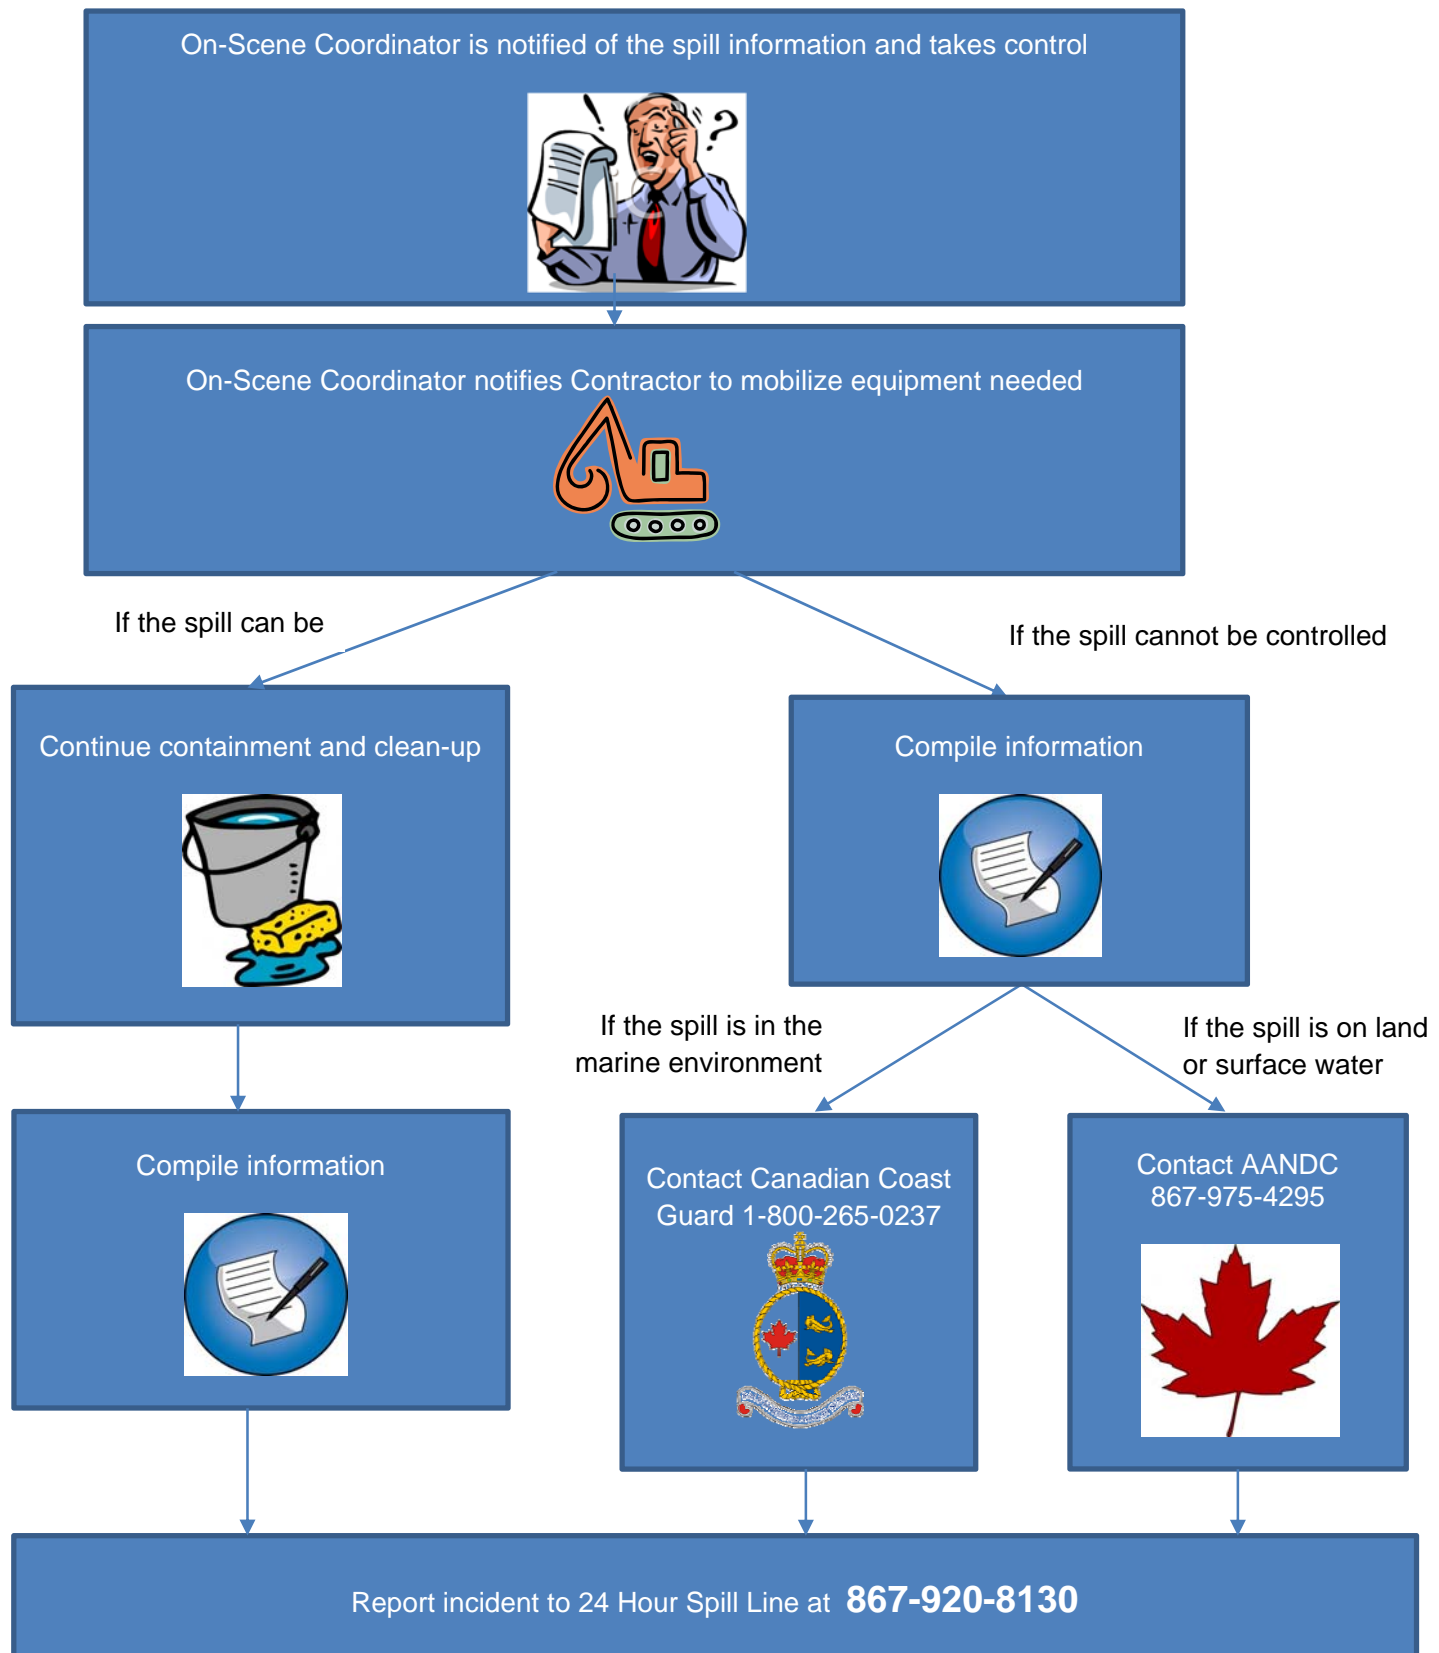 On-Scene Coordinator is notified of the spill information and takes control
On-Scene Coordinator notifies Contractor to mobilize equipment needed
If the spill can be
If the spill cannot be controlled
Continue containment and clean-up
Compile information
If the spill is in the
marine environment
If the spill is on land
or surface water
Compile information
Contact Canadian Coast
Guard 1-800-265-0237
Contact AANDC
867-975-4295
Report incident to 24 Hour Spill Line at 867-920-8130